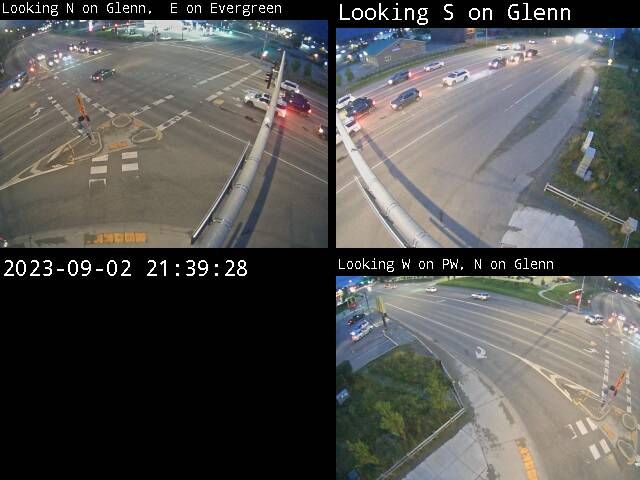 Looking N on Glenn,  E on Evergreen
Looking S on Glenn
2023-09-02 21:39:28
Looking W on PW, N on Glenn